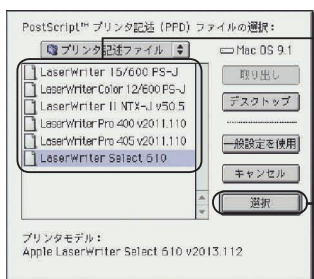 PostScript™ プリンタ記述 (PPD) ファイルの選択：
プリンタ記述ファイル
Mac OS 9.1
LaserWriter 16/600 PS-J
LaserWriter Color 12/600 PS-J
LaserWriter II NTX-J v50.5
LaserWriter Pro 400 v2011.110
LaserWriter Pro 405 v2011.110
LaserWriter Select 610
取り出し
デスクトップ
一般設定を使用
キャンセル
選択
プリンタモデル：
Apple LaserWriter Select 610 v2013.112